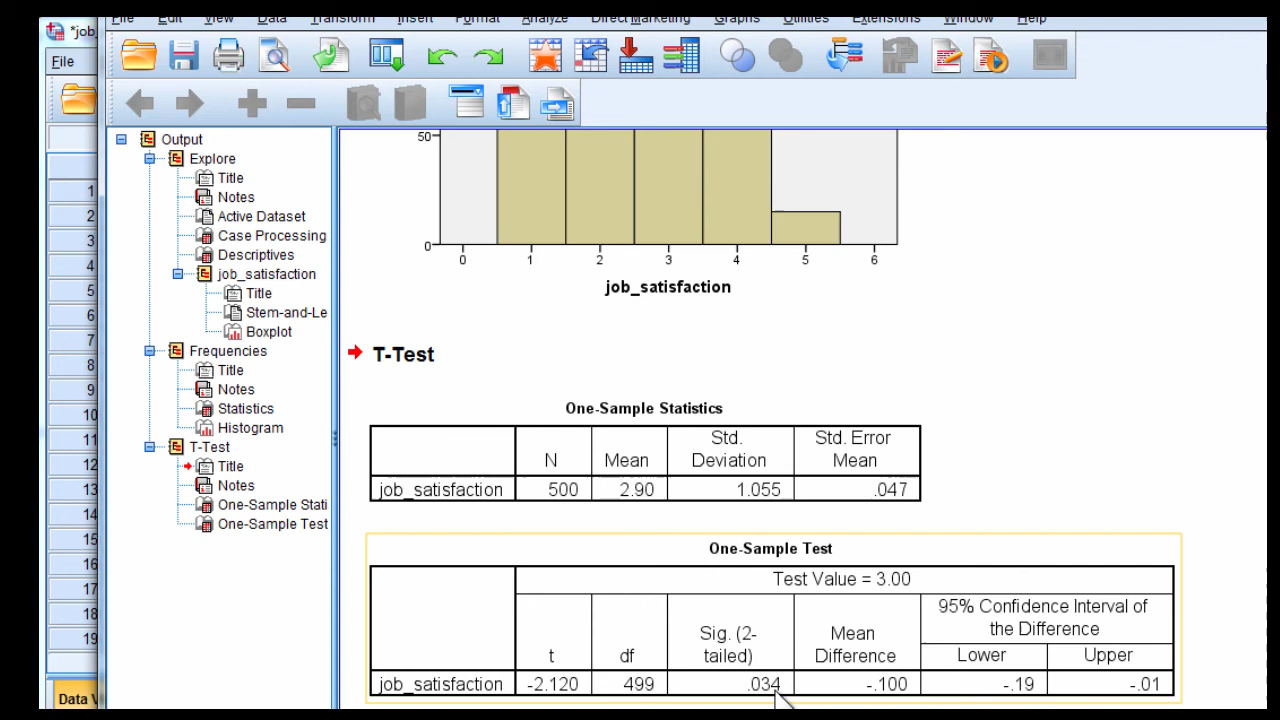 File Edit View Data Transform Insert Format Analyze Direct Marketing Graphs Utilities Extensions Window Help
*job_
File
Output
Explore
Title
Notes
Active Dataset
Case Processing
Descriptives
job_satisfaction
Title
Stem-and-Le
Boxplot
Frequencies
Title
Notes
Statistics
Histogram
T-Test
Title
Notes
One-Sample Stati
One-Sample Test
1
2
3
4
5
6
7
8
9
10
11
12
13
14
15
16
17
18
19
Data V
50
0
0 1 2 3 4 5 6
job_satisfaction
T-Test
One-Sample Statistics
N Mean Std. Deviation Std. Error Mean
job_satisfaction 500 2.90 1.055 .047
One-Sample Test
Test Value = 3.00
t df Sig. (2-tailed) Mean Difference 95% Confidence Interval of the Difference
Lower Upper
job_satisfaction -2.120 499 .034 -.100 -.19 -.01